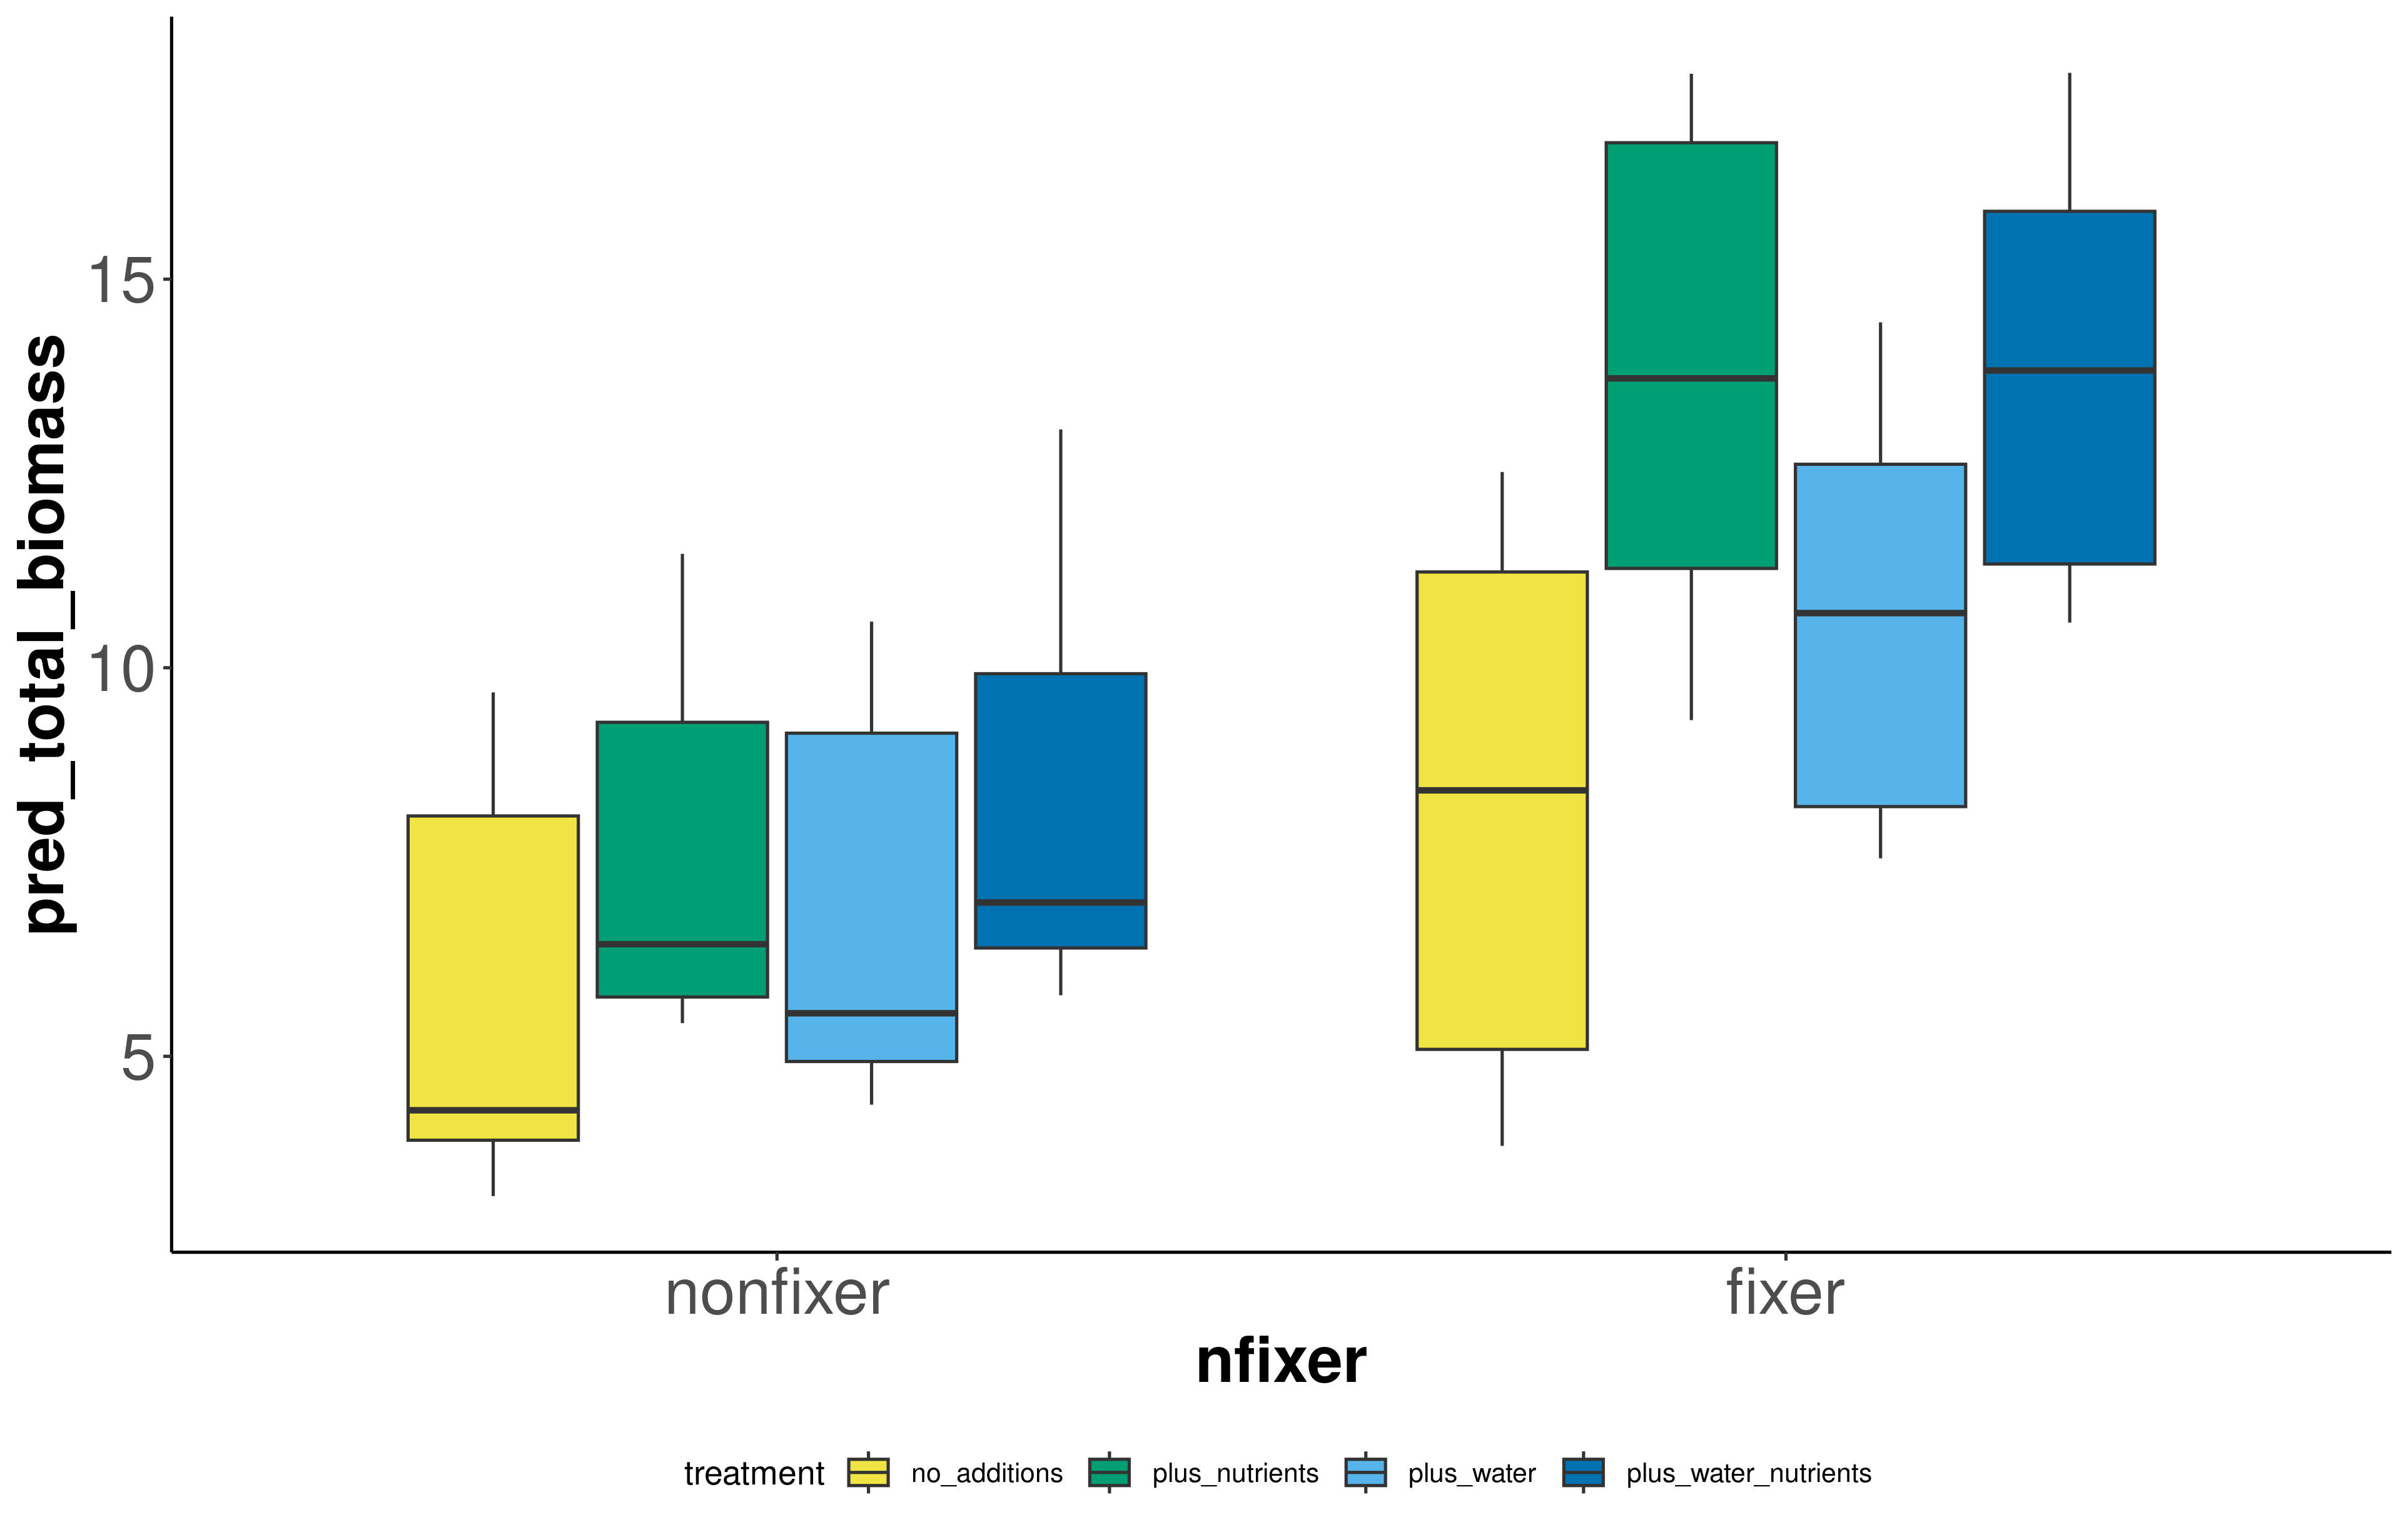 pred_total_biomass
15
10
5
nonfixer fixer
nfixer
treatment no_additions plus_nutrients plus_water plus_water_nutrients